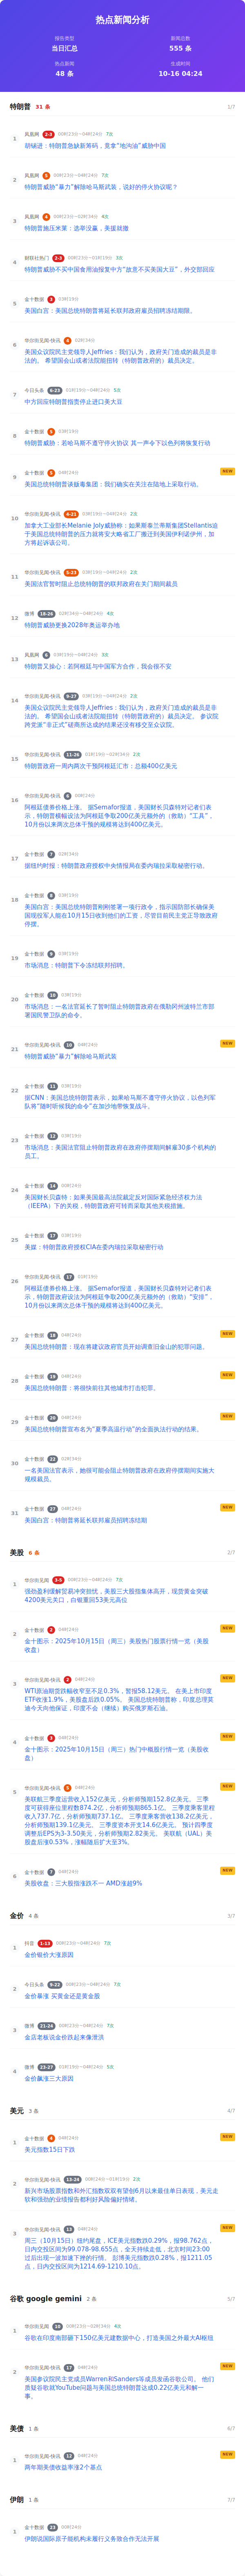 热点新闻分析
报告类型
当日汇总
新闻总数
555 条
热点新闻
48 条
生成时间
10-16 04:24
特朗普 31 条 1/7
1
凤凰网 2-3 00时23分~04时24分 7次
胡锡进：特朗普急缺新筹码，竟拿“地沟油”威胁中国
2
凤凰网 5 00时23分~04时24分 7次
特朗普威胁“暴力”解除哈马斯武装，说好的停火协议呢？
3
凤凰网 4 00时23分~02时34分 4次
特朗普施压米莱：选举没赢，美援就撤
4
财联社热门 2-3 00时23分~01时19分 3次
特朗普威胁不买中国食用油报复中方“故意不买美国大豆”，外交部回应
5
金十数据 3 03时19分
美国白宫：美国总统特朗普将延长联邦政府雇员招聘冻结期限。
6
华尔街见闻-快讯 4 02时34分
美国众议院民主党领导人Jeffries：我们认为，政府关门造成的裁员是非法的。 希望国会山或者法院能扭转（特朗普政府的）裁员决定。
7
今日头条 6-23 01时19分~04时24分 5次
中方回应特朗普指责停止进口美大豆
8
金十数据 5 03时19分
特朗普威胁：若哈马斯不遵守停火协议 其一声令下以色列将恢复行动
9
金十数据 5 04时24分 NEW
美国总统特朗普谈贩毒集团：我们确实在关注在陆地上采取行动。
10
华尔街见闻-快讯 6-21 03时19分~04时24分 2次
加拿大工业部长Melanie Joly威胁称：如果斯泰兰蒂斯集团Stellantis迫于美国总统特朗普的压力就将安大略省工厂搬迁到美国伊利诺伊州，加方将起诉该公司。
11
华尔街见闻-快讯 5-23 03时19分~04时24分 2次
美国法官暂时阻止总统特朗普的联邦政府在关门期间裁员
12
微博 18-26 02时34分~04时24分 4次
特朗普威胁更换2028年奥运举办地
13
凤凰网 6 03时19分~04时24分 3次
特朗普又操心：若阿根廷与中国军方合作，我会很不安
14
华尔街见闻-快讯 9-27 03时19分~04时24分 2次
美国众议院民主党领导人Jeffries：我们认为，政府关门造成的裁员是非法的。 希望国会山或者法院能扭转（特朗普政府的）裁员决定。 参议院跨党派“非正式”磋商所达成的结果还没有移交至众议院。
15
华尔街见闻-快讯 11-26 01时19分~02时34分 2次
特朗普政府一周内两次干预阿根廷汇市：总额400亿美元
16
华尔街见闻-快讯 6 00时24分
阿根廷债券价格上涨。 据Semafor报道，美国财长贝森特对记者们表示，特朗普横幅设法为阿根廷争取200亿美元额外的（救助）“工具”，10月份以来两次总体干预的规模将达到400亿美元。
17
金十数据 7 02时34分
据纽约时报：特朗普政府授权中央情报局在委内瑞拉采取秘密行动。
18
金十数据 8 03时19分
美国白宫：美国总统特朗普刚刚签署一项行政令，指示国防部长确保美国现役军人能在10月15日收到他们的工资，尽管目前民主党正导致政府停摆。
19
金十数据 9 03时19分
市场消息：特朗普下令冻结联邦招聘。
20
金十数据 10 03时19分
市场消息：一名法官延长了暂时阻止特朗普政府在俄勒冈州波特兰市部署国民警卫队的命令。
21
华尔街见闻-快讯 10 04时24分 NEW
特朗普威胁“暴力”解除哈马斯武装
22
金十数据 11 03时19分
据CNN：美国总统特朗普表示，如果哈马斯不遵守停火协议，以色列军队将“随时听候我的命令”在加沙地带恢复战斗。
23
金十数据 12 03时19分
市场消息：美国法官阻止特朗普政府在政府停摆期间解雇30多个机构的员工。
24
金十数据 14 00时24分
美国财长贝森特：如果美国最高法院裁定反对国际紧急经济权力法（IEEPA）下的关税，特朗普政府可转而采取其他关税措施。
25
金十数据 17 03时19分
美媒：特朗普政府授权CIA在委内瑞拉采取秘密行动
26
华尔街见闻-快讯 17 01时19分
阿根廷债券价格上涨。 据Semafor报道，美国财长贝森特对记者们表示，特朗普政府设法为阿根廷争取200亿美元额外的（救助）“安排”，10月份以来两次总体干预的规模将达到400亿美元。
27
金十数据 18 04时24分 NEW
美国总统特朗普：现在将建议政府官员开始调查旧金山的犯罪问题。
28
金十数据 19 04时24分 NEW
美国总统特朗普：将很快前往其他城市打击犯罪。
29
金十数据 20 04时24分 NEW
美国总统特朗普宣布名为“夏季高温行动”的全面执法行动的结果。
30
金十数据 22 02时34分
一名美国法官表示，她很可能会阻止特朗普政府在政府停摆期间实施大规模裁员。
31
金十数据 27 04时24分 NEW
美国白宫：特朗普将延长联邦雇员招聘冻结期
美股 6 条 2/7
1
华尔街见闻 3-5 00时23分~04时24分 7次
强劲盈利缓解贸易冲突担忧，美股三大股指集体高开，现货黄金突破4200美元关口，白银重回53美元高位
2
金十数据 2 04时24分 NEW
金十图示：2025年10月15日（周三）美股热门股票行情一览（美股收盘）
3
华尔街见闻-快讯 2 04时24分 NEW
WTI原油期货跌幅收窄至不足0.3%，暂报58.12美元。 在美上市印度ETF收涨1.9%，美股盘后跌0.05%。 美国总统特朗普称，印度总理莫迪今天向他保证，印度不会（继续）购买俄罗斯石油。
4
金十数据 3 04时24分 NEW
金十图示：2025年10月15日（周三）热门中概股行情一览（美股收盘）
5
华尔街见闻-快讯 4 04时24分 NEW
美联航三季度运营收入152亿美元，分析师预期152.8亿美元。 三季度可获得座位里程数874.2亿，分析师预期865.1亿。 三季度乘客里程收入737.7亿，分析师预期737.1亿。 三季度乘客营收138.2亿美元，分析师预期139.1亿美元。 三季度资本开支14.6亿美元。 预计四季度调整后EPS为3-3.50美元，分析师预期2.82美元。 美联航（UAL）美股盘后涨0.53%，涨幅随后扩大至3%。
6
金十数据 7 04时24分 NEW
美股收盘：三大股指涨跌不一 AMD涨超9%
金价 4 条 3/7
1
抖音 1-13 00时23分~04时24分 7次
金价银价大涨原因
2
今日头条 9-22 00时23分~04时24分 7次
金价暴涨 买黄金还是黄金股
3
微博 21-24 00时23分~04时24分 7次
金店老板说金价跌起来像泄洪
4
微博 23-27 01时19分~04时24分 5次
金价飙涨三大原因
美元 3 条 4/7
1
金十数据 4 04时24分 NEW
美元指数15日下跌
2
华尔街见闻-快讯 13-24 00时24分~01时19分 2次
新兴市场股票指数和外汇指数双双有望创6月以来最佳单日表现，美元走软和强劲的业绩报告都利好风险偏好情绪。
3
华尔街见闻-快讯 13 04时24分 NEW
周三（10月15日）纽约尾盘，ICE美元指数跌0.29%，报98.762点，日内交投区间为99.078-98.655点，全天持续走低，北京时间23:00过后出现一波加速下挫的行情。 彭博美元指数跌0.28%，报1211.05点，日内交投区间为1214.69-1210.10点。
谷歌 google gemini 2 条 5/7
1
华尔街见闻 10 00时23分~02时34分 4次
谷歌在印度南部砸下150亿美元建数据中心，打造美国之外最大AI枢纽
2
华尔街见闻-快讯 17 04时24分 NEW
美国参议院民主党成员Warren和Sanders等成员发函谷歌公司。 他们质疑谷歌就YouTube问题与美国总统特朗普达成0.22亿美元和解一事。
美债 1 条 6/7
1
华尔街见闻-快讯 12 04时24分 NEW
两年期美债收益率涨2个基点
伊朗 1 条 7/7
1
金十数据 23 00时24分
伊朗说国际原子能机构未履行义务致合作无法开展